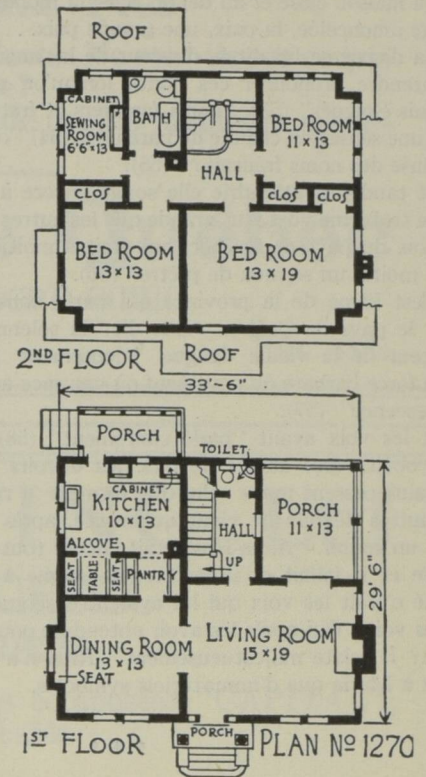 ROOF
CABINET
SEWING
ROOM
6'6"×13
BATH
BED ROOM
11×13
HALL
CLOS
CLOS
CLOS
BED ROOM
13×13
BED ROOM
13×19
2ND FLOOR
ROOF
33'-6"
PORCH
TOILET
CABINET
KITCHEN
10×13
HALL
PORCH
11×13
ALCOVE
SEAT
TABLE
SEAT
PANTRY
UP
29'6"
DINING ROOM
13×13
SEAT
LIVING ROOM
15×19
1ST FLOOR
PORCH
PLAN No 1270